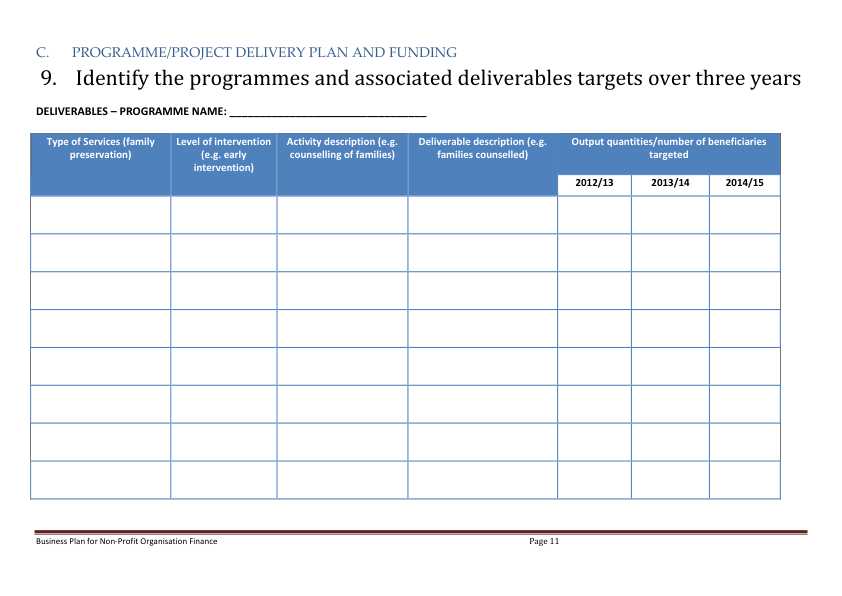 C. PROGRAMME/PROJECT DELIVERY PLAN AND FUNDING
9. Identify the programmes and associated deliverables targets over three years
DELIVERABLES – PROGRAMME NAME: _________________________________
Type of Services (family
preservation)
Level of intervention
(e.g. early
intervention)
Activity description (e.g.
counselling of families)
Deliverable description (e.g.
families counselled)
Output quantities/number of beneficiaries
targeted
2012/13 2013/14 2014/15
Business Plan for Non-Profit Organisation Finance Page 11